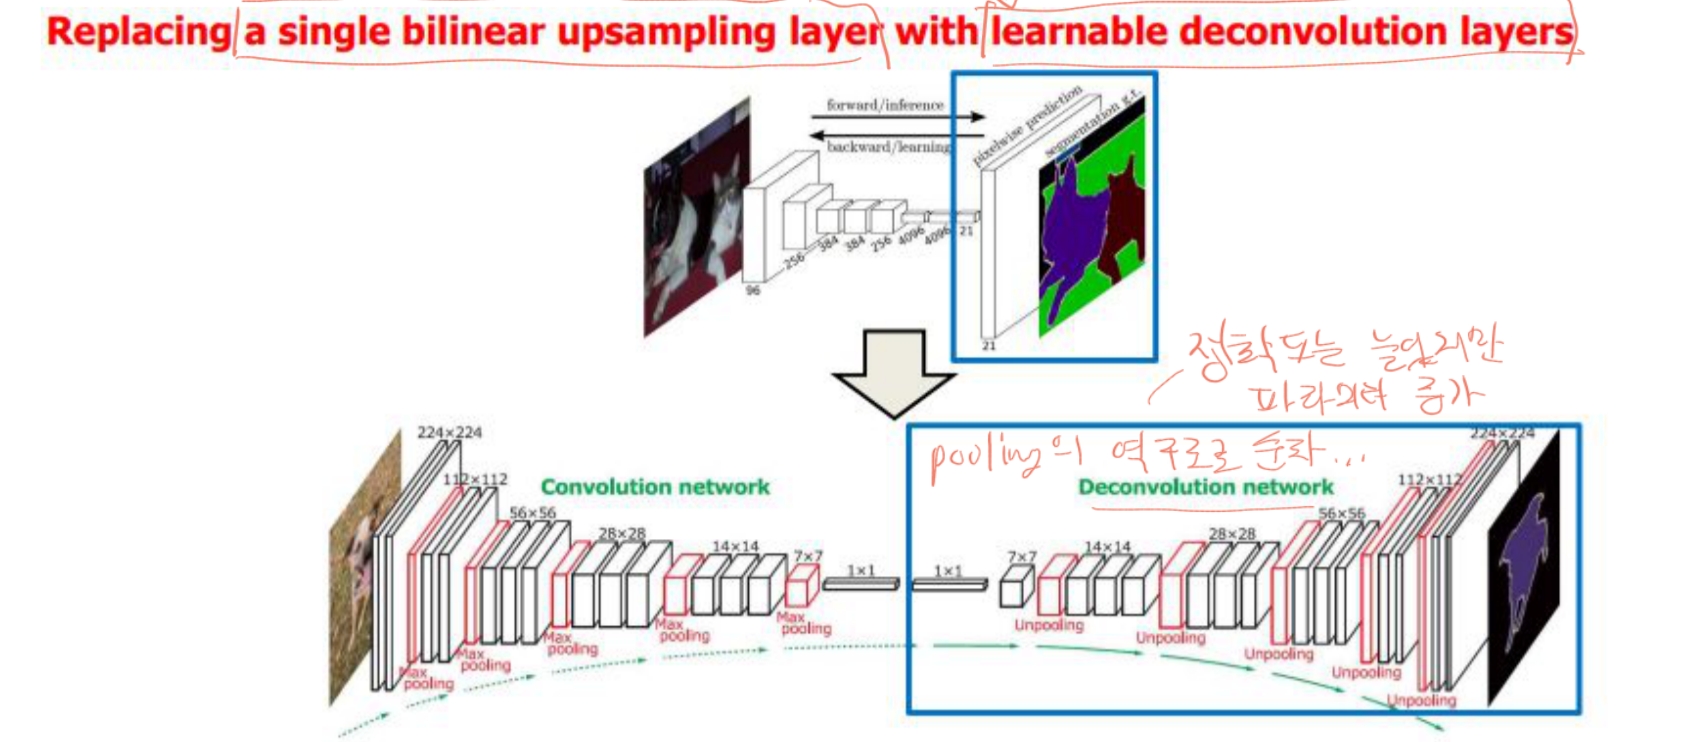 Replacing a single bilinear upsampling layer with learnable deconvolution layers
forward/inference
backward/learning
pixelwise prediction
segmentation g.t.
96
256
384
384
256
4096
4096
21
21
정확도는 늘었지만
파라미터 증가
pooling의 역구조로 순차...
Convolution network
Deconvolution network
224×224
112×112
56×56
28×28
14×14
7×7
1×1
1×1
7×7
14×14
28×28
56×56
112×112
224×224
Max
pooling
Max
pooling
Max
pooling
Max
pooling
Max
pooling
Unpooling
Unpooling
Unpooling
Unpooling
Unpooling